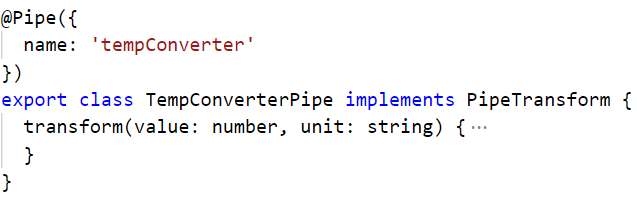 @Pipe({
  name: 'tempConverter'
})
export class TempConverterPipe implements PipeTransform {
  transform(value: number, unit: string) {···
  }
}